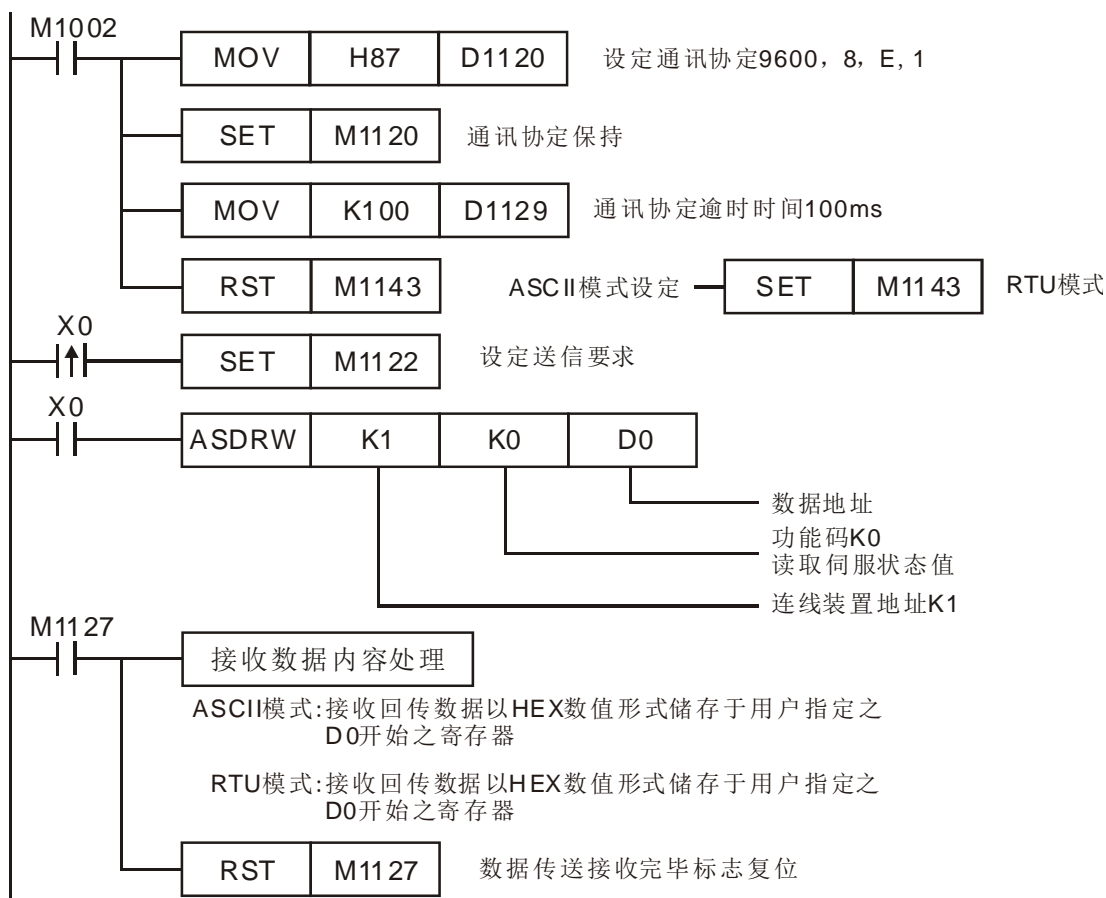 M1002
MOV H87 D1120 设定通讯协定9600，8，E, 1
SET M1120 通讯协定保持
MOV K100 D1129 通讯协定逾时时间100ms
RST M1143 ASCII模式设定 SET M1143 RTU模式
X0
SET M1122 设定送信要求
X0
ASDRW K1 K0 D0
数据地址
功能码K0
读取伺服状态值
连线装置地址K1
M1127
接收数据内容处理
ASCII模式:接收回传数据以HEX数值形式储存于用户指定之
D0开始之寄存器
RTU模式:接收回传数据以HEX数值形式储存于用户指定之
D0开始之寄存器
RST M1127 数据传送接收完毕标志复位